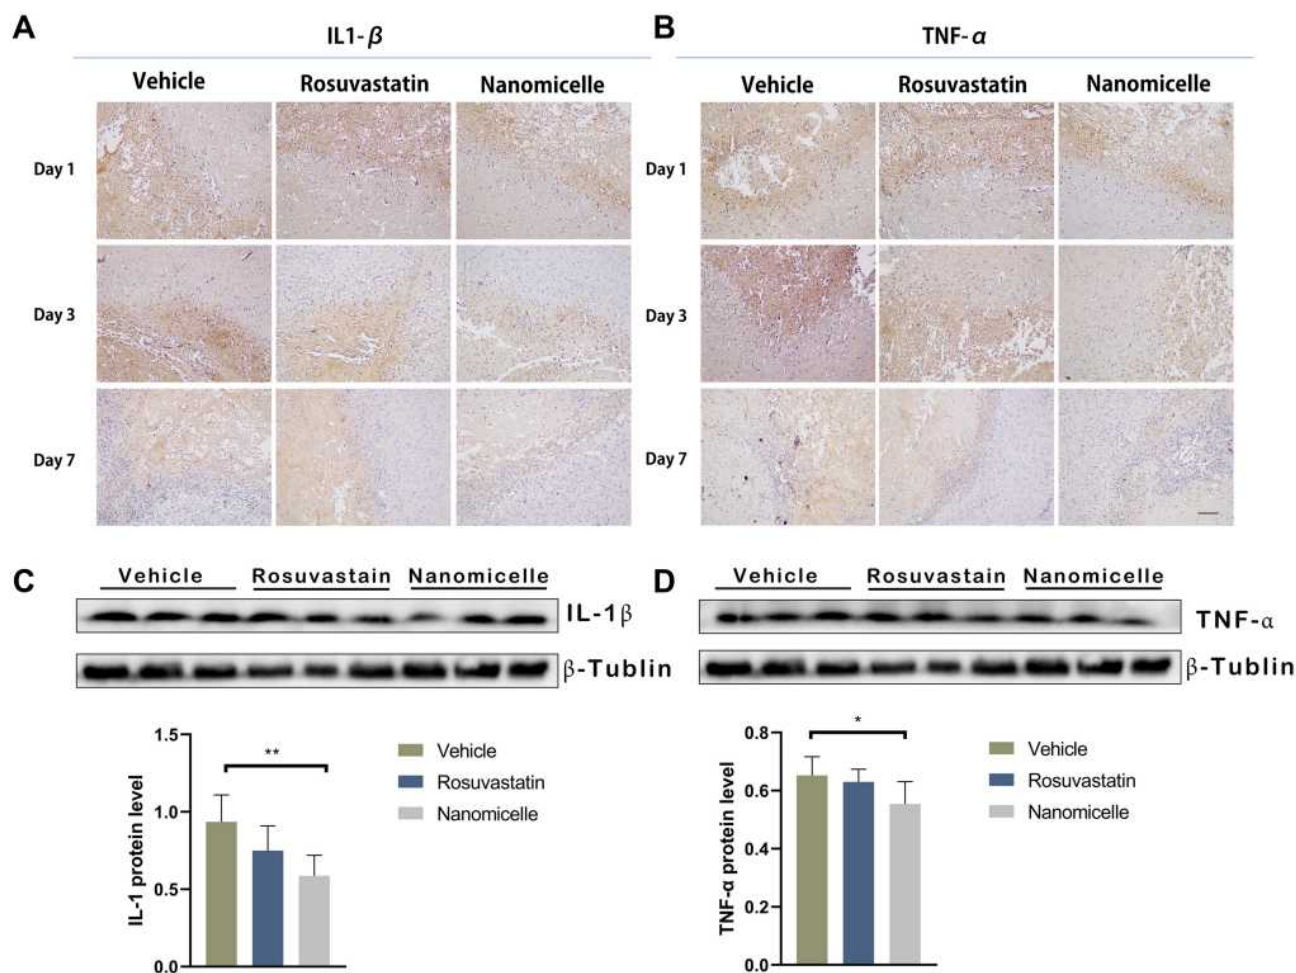 A
IL1-β
Vehicle Rosuvastatin Nanomicelle
Day 1
Day 3
Day 7
B
TNF-α
Vehicle Rosuvastatin Nanomicelle
Day 1
Day 3
Day 7
C
Vehicle Rosuvastain Nanomicelle
IL-1β
β-Tublin
IL-1 protein level
1.5
1.0
0.5
0.0
**
Vehicle
Rosuvastatin
Nanomicelle
D
Vehicle Rosuvastain Nanomicelle
TNF-α
β-Tublin
TNF-α protein level
0.8
0.6
0.4
0.2
0.0
*
Vehicle
Rosuvastatin
Nanomicelle